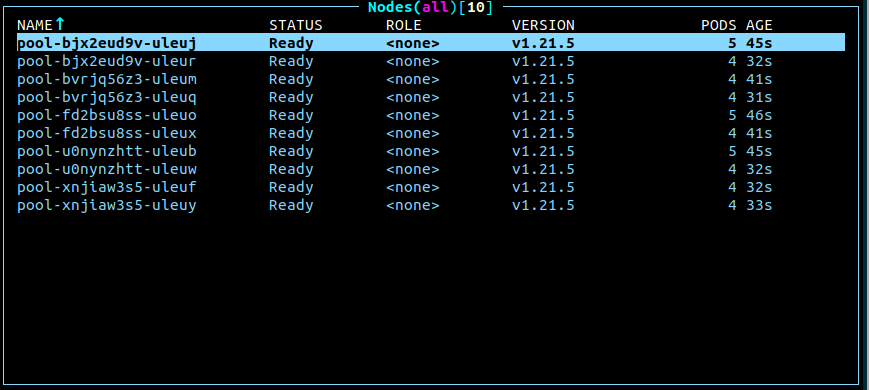 Nodes(all)[10]
NAME↑ STATUS ROLE VERSION PODS AGE
pool-bjx2eud9v-uleuj Ready <none> v1.21.5 5 45s
pool-bjx2eud9v-uleur Ready <none> v1.21.5 4 32s
pool-bvrjq56z3-uleum Ready <none> v1.21.5 4 41s
pool-bvrjq56z3-uleuq Ready <none> v1.21.5 4 31s
pool-fd2bsu8ss-uleuo Ready <none> v1.21.5 5 46s
pool-fd2bsu8ss-uleux Ready <none> v1.21.5 4 41s
pool-u0nynzhtt-uleub Ready <none> v1.21.5 5 45s
pool-u0nynzhtt-uleuw Ready <none> v1.21.5 4 32s
pool-xnjiaw3s5-uleuf Ready <none> v1.21.5 4 32s
pool-xnjiaw3s5-uleuy Ready <none> v1.21.5 4 33s